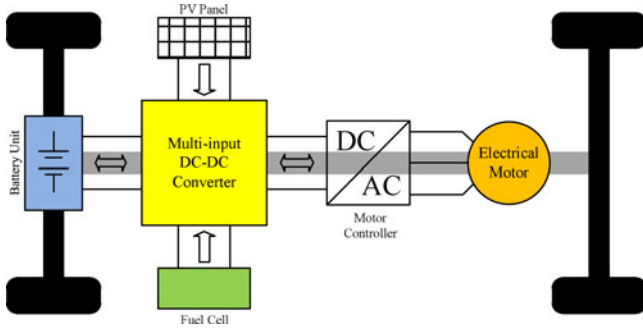 PV Panel
Battery Unit
Multi-input
DC-DC
Converter
DC
AC
Electrical
Motor
Motor
Controller
Fuel Cell